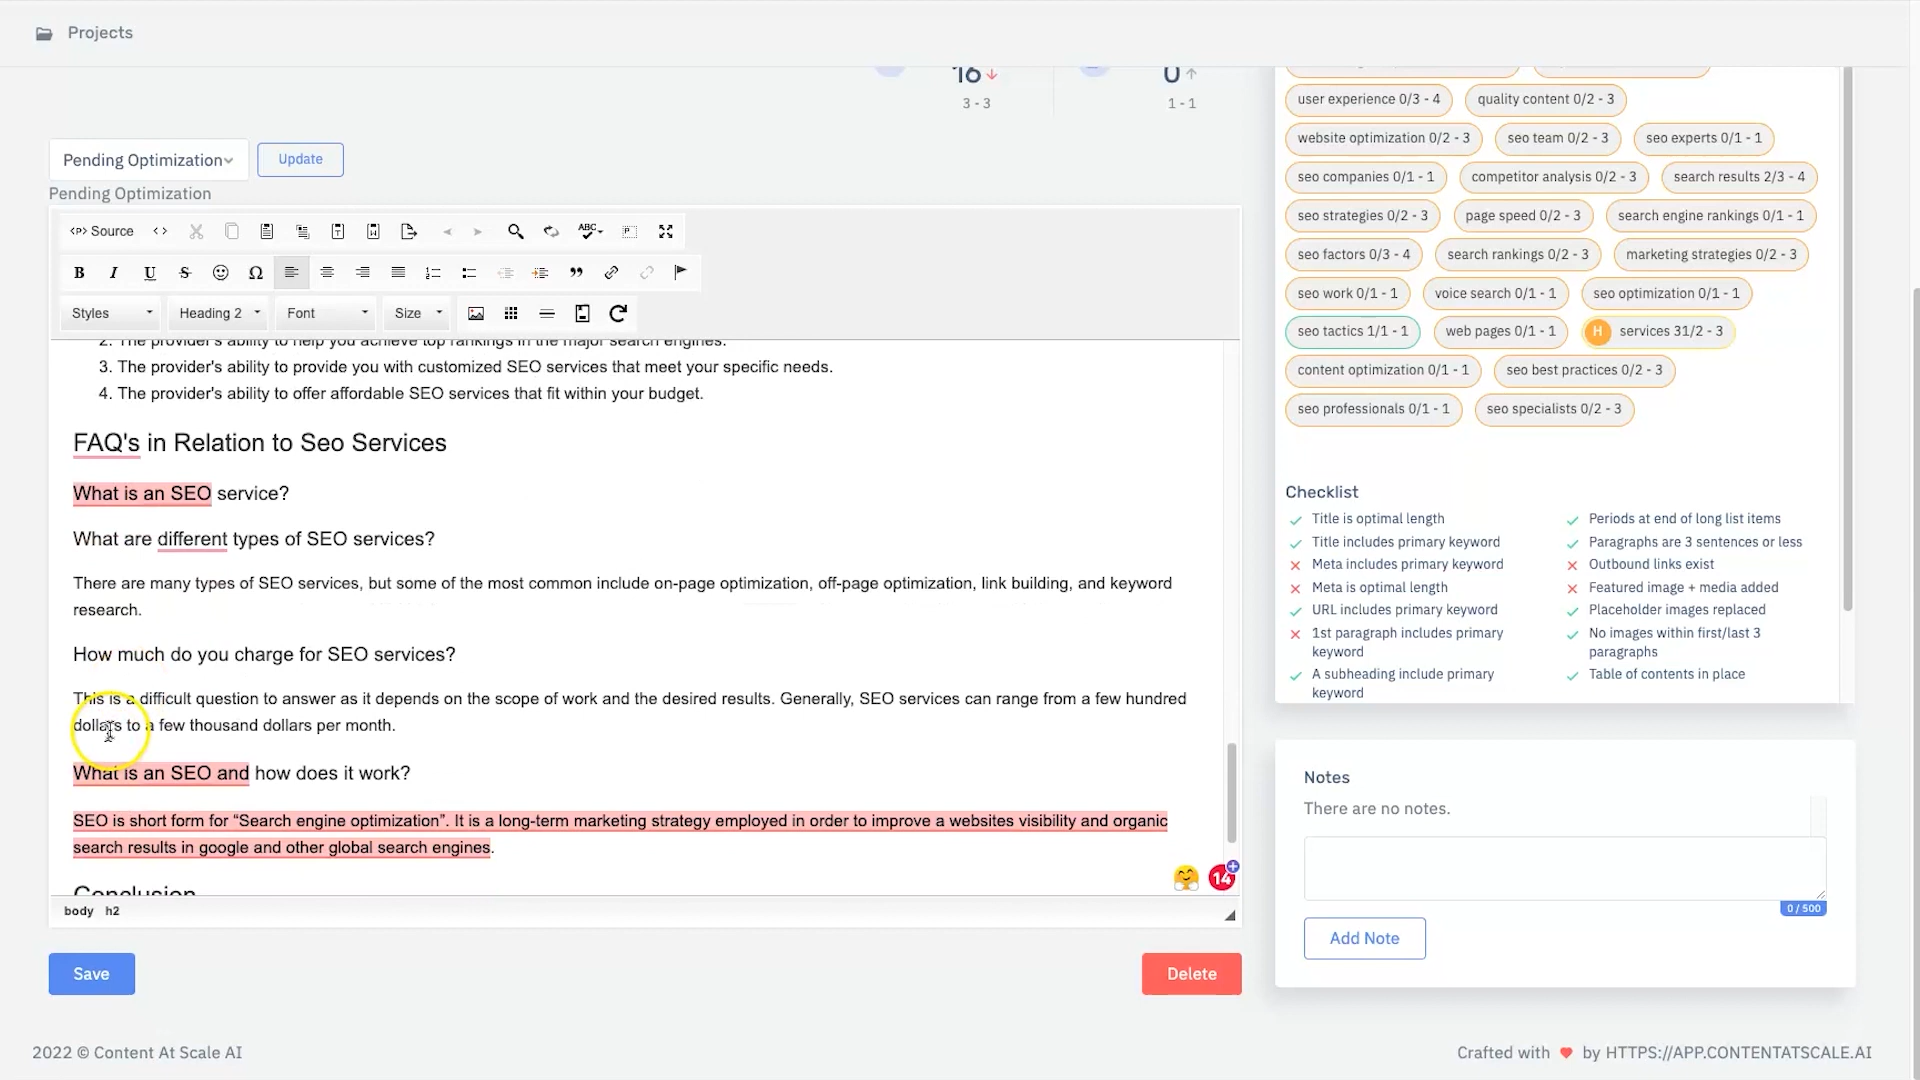 Projects
16
3 - 3
0
1 - 1
Pending Optimization
Update
Pending Optimization
Source
ABC
B I U S Ω
Styles
Heading 2
Font
Size
2. The provider's ability to help you achieve top rankings in the major search engines.
3. The provider's ability to provide you with customized SEO services that meet your specific needs.
4. The provider's ability to offer affordable SEO services that fit within your budget.
FAQ's in Relation to Seo Services
What is an SEO service?
What are different types of SEO services?
There are many types of SEO services, but some of the most common include on-page optimization, off-page optimization, link building, and keyword
research.
How much do you charge for SEO services?
This is a difficult question to answer as it depends on the scope of work and the desired results. Generally, SEO services can range from a few hundred
dollars to a few thousand dollars per month.
What is an SEO and how does it work?
SEO is short form for “Search engine optimization”. It is a long-term marketing strategy employed in order to improve a websites visibility and organic
search results in google and other global search engines.
Conclusion
14
body h2
Save
Delete
user experience 0/3 - 4
quality content 0/2 - 3
website optimization 0/2 - 3
seo team 0/2 - 3
seo experts 0/1 - 1
seo companies 0/1 - 1
competitor analysis 0/2 - 3
search results 2/3 - 4
seo strategies 0/2 - 3
page speed 0/2 - 3
search engine rankings 0/1 - 1
seo factors 0/3 - 4
search rankings 0/2 - 3
marketing strategies 0/2 - 3
seo work 0/1 - 1
voice search 0/1 - 1
seo optimization 0/1 - 1
seo tactics 1/1 - 1
web pages 0/1 - 1
H services 31/2 - 3
content optimization 0/1 - 1
seo best practices 0/2 - 3
seo professionals 0/1 - 1
seo specialists 0/2 - 3
Checklist
Title is optimal length
Title includes primary keyword
Meta includes primary keyword
Meta is optimal length
URL includes primary keyword
1st paragraph includes primary
keyword
A subheading include primary
keyword
Periods at end of long list items
Paragraphs are 3 sentences or less
Outbound links exist
Featured image + media added
Placeholder images replaced
No images within first/last 3
paragraphs
Table of contents in place
Notes
There are no notes.
0 / 500
Add Note
2022 © Content At Scale AI
Crafted with ❤ by HTTPS://APP.CONTENTATSCALE.AI